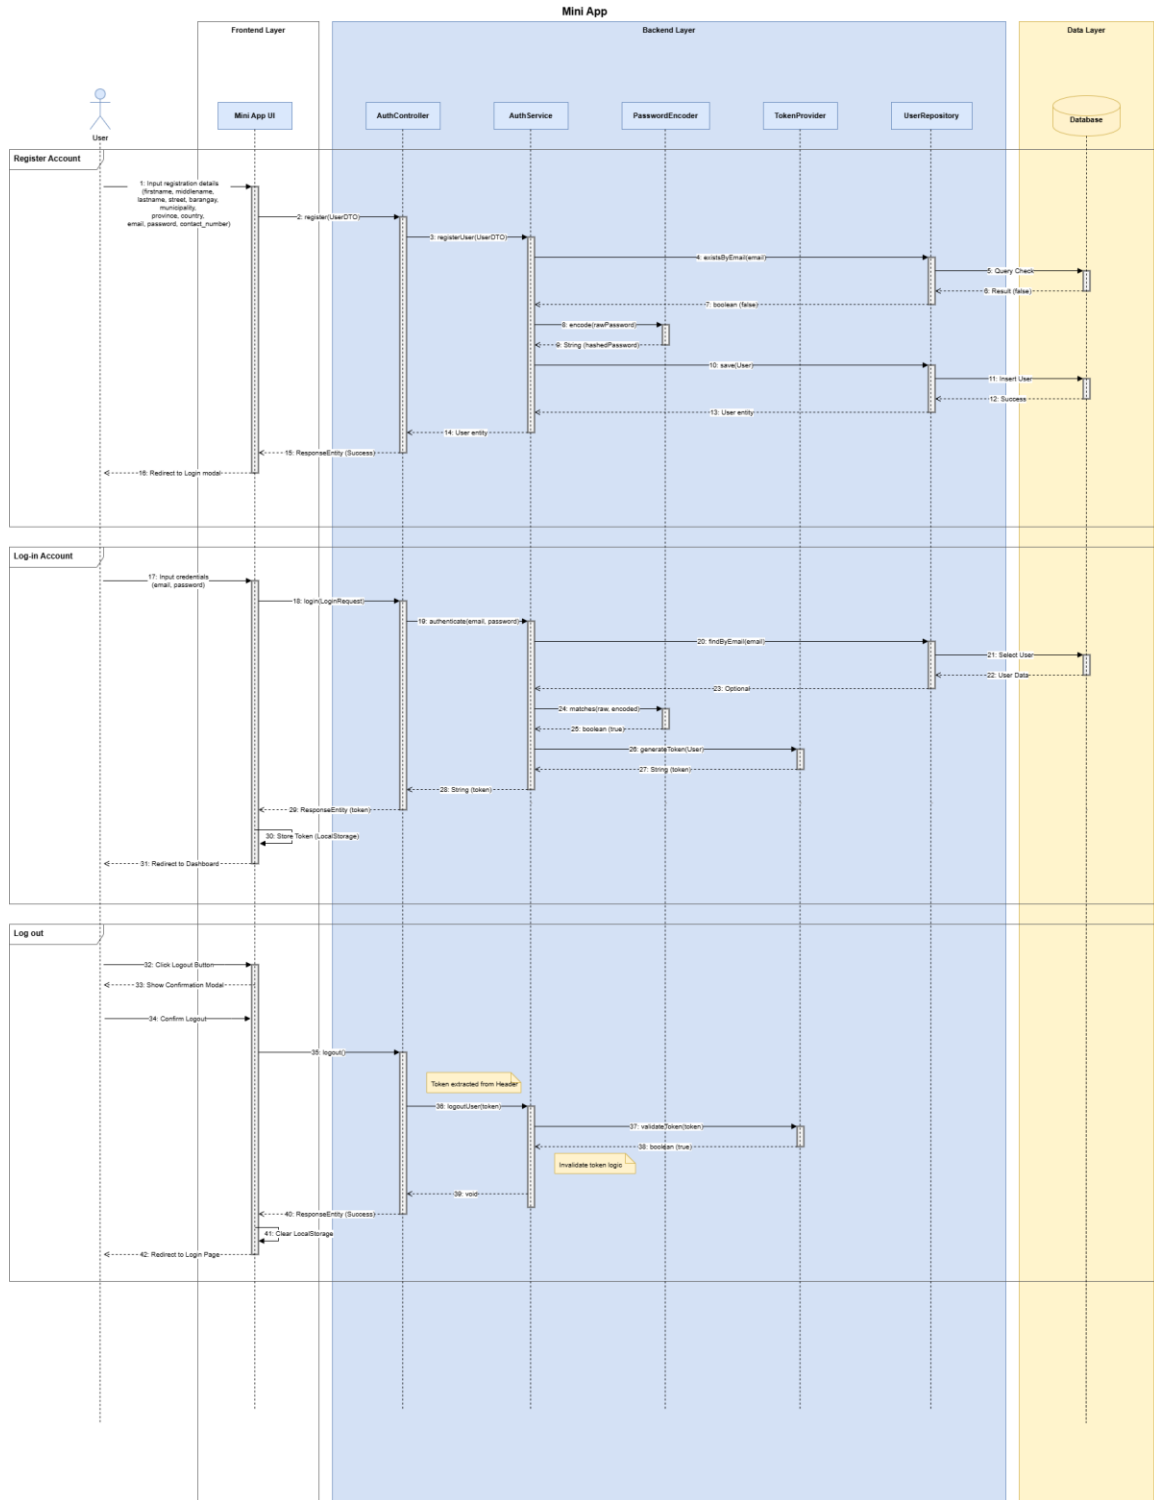 Mini App
Frontend Layer
Backend Layer
Data Layer
User
Mini App UI
AuthController
AuthService
PasswordEncoder
TokenProvider
UserRepository
Database
Register Account
1: Input registration details
(firstname, middlename,
lastname, street, barangay,
municipality,
province, country,
email, password, contact_number)
2: register(UserDTO)
3: registerUser(UserDTO)
4: existsByEmail(email)
5: Query Check
6: Result (false)
7: boolean (false)
8: encode(rawPassword)
9: String (hashedPassword)
10: save(User)
11: Insert User
12: Success
13: User entity
14: User entity
15: ResponseEntity (Success)
16: Redirect to Login modal
Log-in Account
17: Input credentials
(email, password)
18: login(LoginRequest)
19: authenticate(email, password)
20: findByEmail(email)
21: Select User
22: User Data
23: Optional
24: matches(raw, encoded)
25: boolean (true)
26: generateToken(User)
27: String (token)
28: String (token)
29: ResponseEntity (token)
30: Store Token (LocalStorage)
31: Redirect to Dashboard
Log out
32: Click Logout Button
33: Show Confirmation Modal
34: Confirm Logout
35: logout()
Token extracted from Header
36: logoutUser(token)
37: validateToken(token)
38: boolean (true)
Invalidate token logic
39: void
40: ResponseEntity (Success)
41: Clear LocalStorage
42: Redirect to Login Page